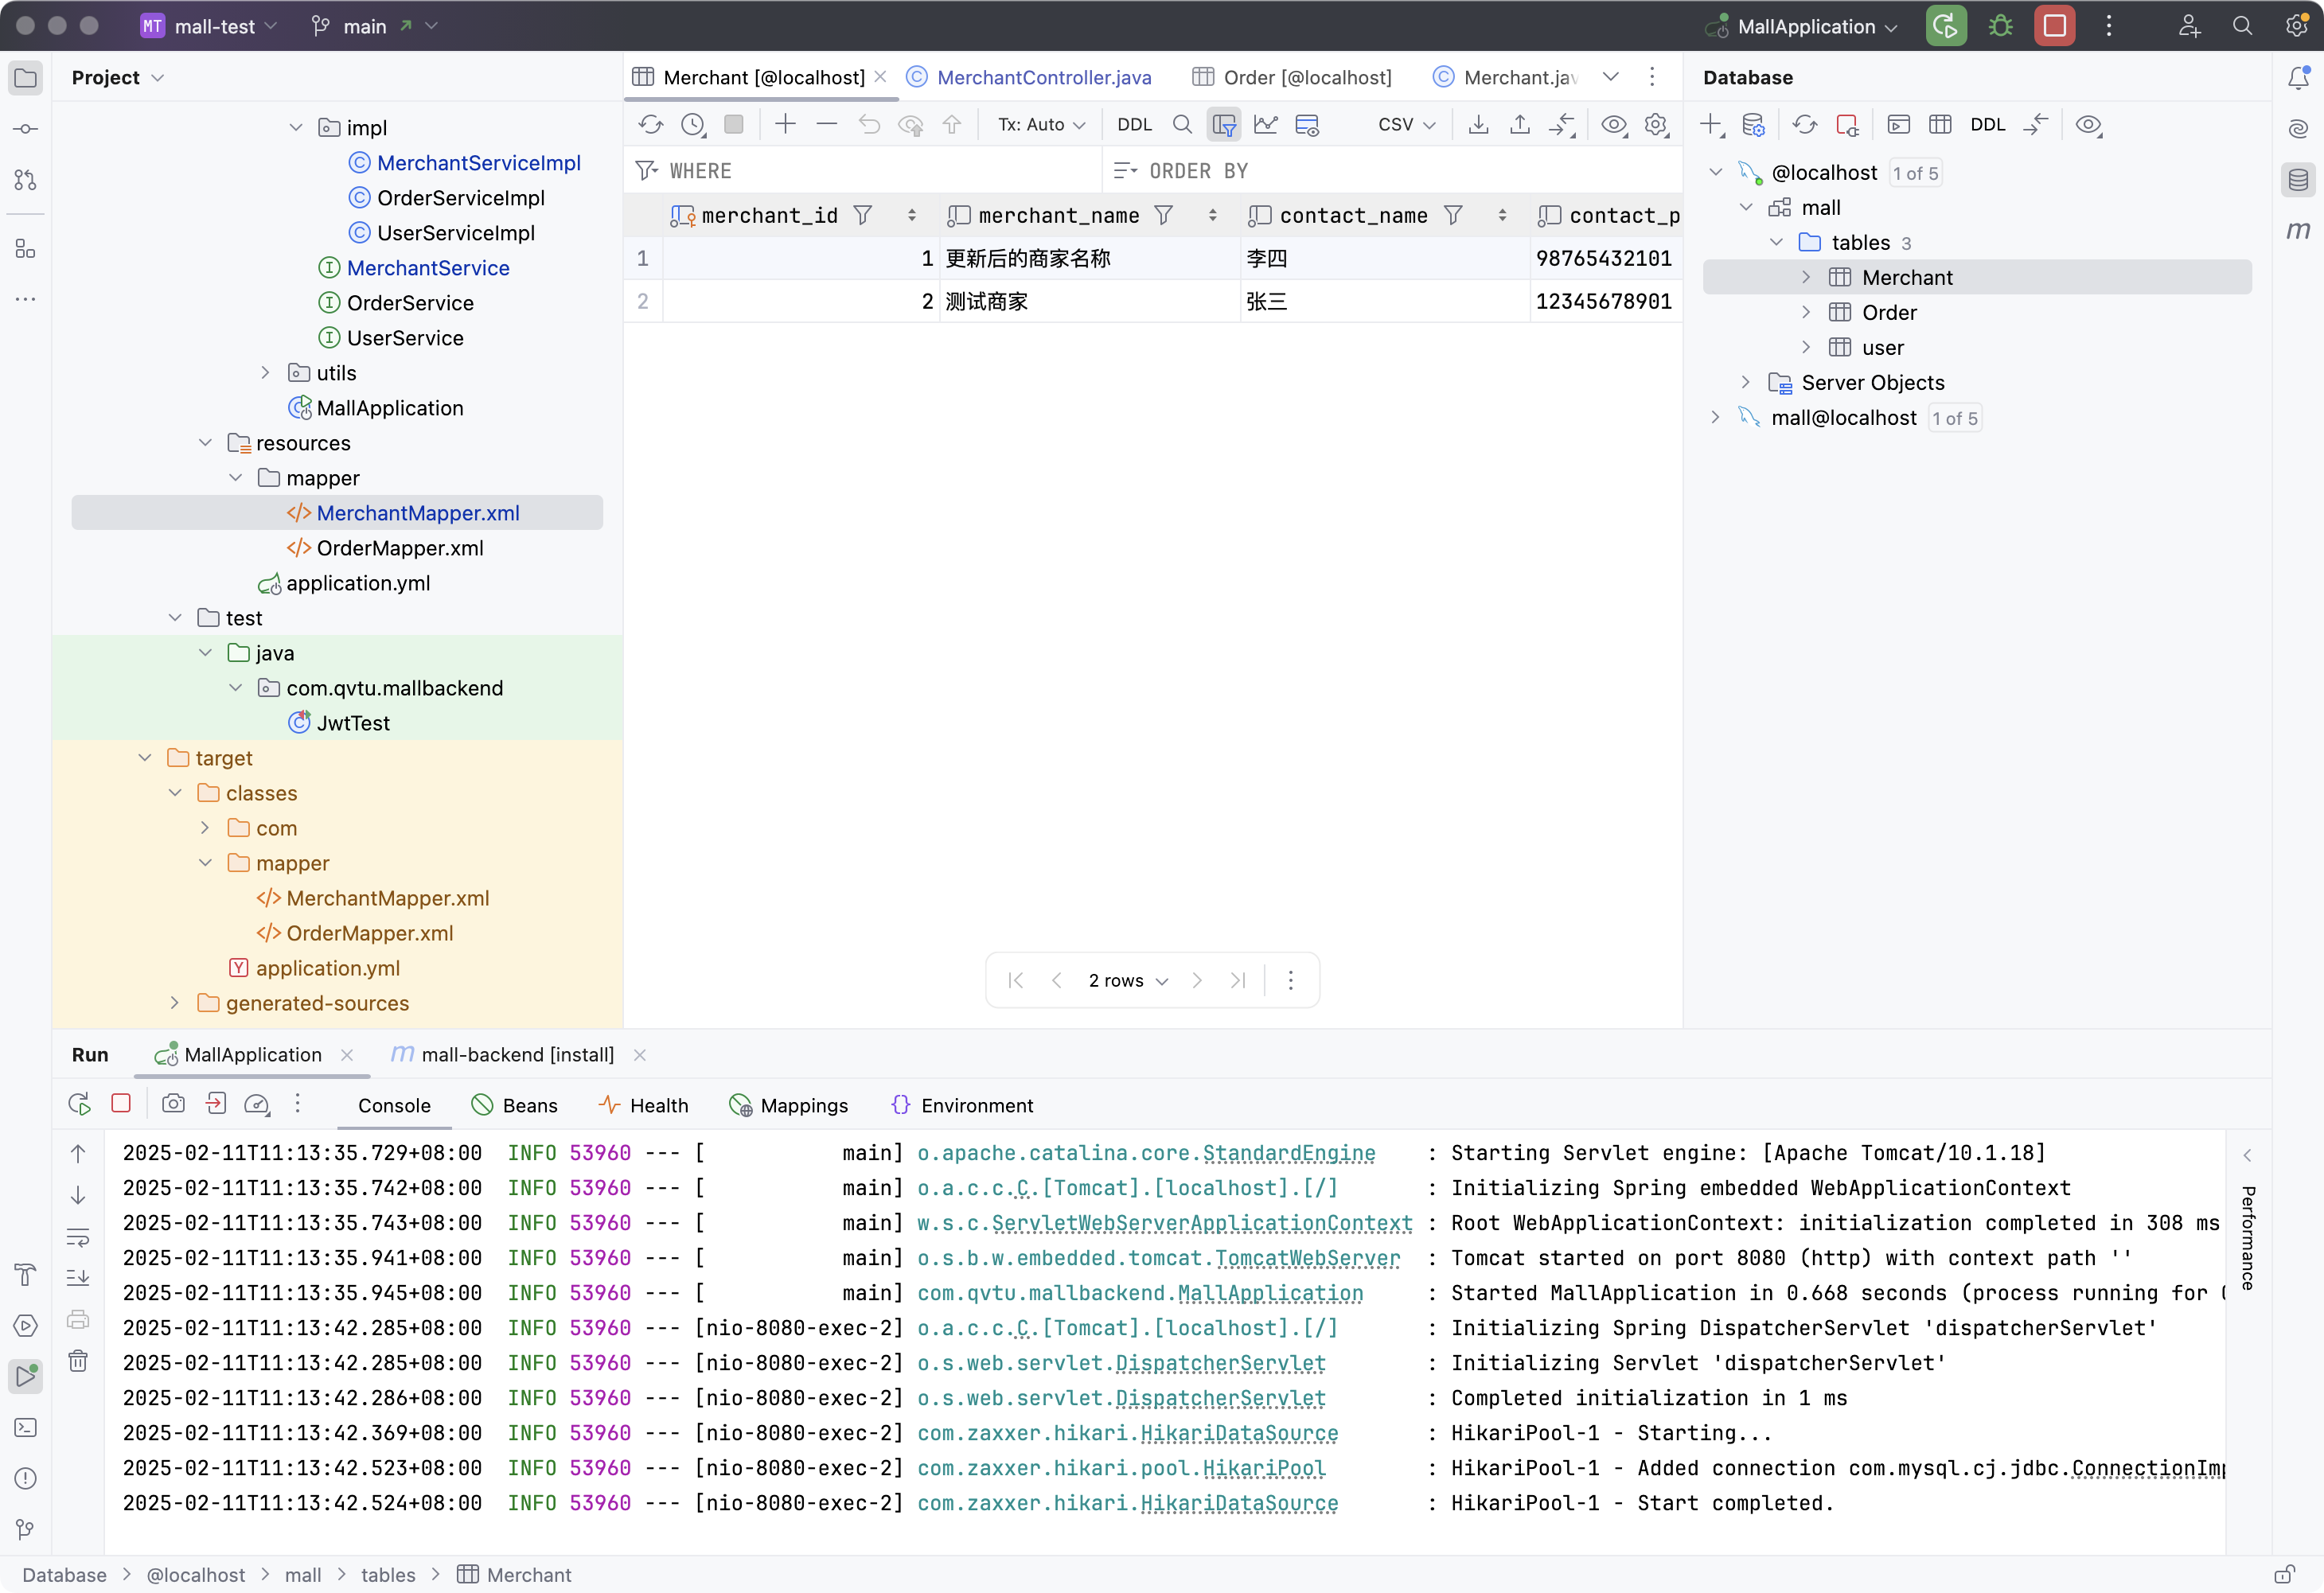 MT mall-test main MallApplication
Project
impl
MerchantServiceImpl
OrderServiceImpl
UserServiceImpl
MerchantService
OrderService
UserService
utils
MallApplication
resources
mapper
MerchantMapper.xml
OrderMapper.xml
application.yml
test
java
com.qvtu.mallbackend
JwtTest
target
classes
com
mapper
MerchantMapper.xml
OrderMapper.xml
application.yml
generated-sources
Merchant [@localhost] MerchantController.java Order [@localhost] Merchant.jav
Tx: Auto DDL CSV
WHERE ORDER BY
merchant_id merchant_name contact_name contact_p
1 1 更新后的商家名称 李四 98765432101
2 2 测试商家 张三 12345678901
2 rows
Database
DDL
@localhost 1 of 5
mall
tables 3
Merchant
Order
user
Server Objects
mall@localhost 1 of 5
m
Run MallApplication m mall-backend [install]
Console Beans Health Mappings Environment
2025-02-11T11:13:35.729+08:00 INFO 53960 --- [ main] o.apache.catalina.core.StandardEngine : Starting Servlet engine: [Apache Tomcat/10.1.18]
2025-02-11T11:13:35.742+08:00 INFO 53960 --- [ main] o.a.c.c.C.[Tomcat].[localhost].[/] : Initializing Spring embedded WebApplicationContext
2025-02-11T11:13:35.743+08:00 INFO 53960 --- [ main] w.s.c.ServletWebServerApplicationContext : Root WebApplicationContext: initialization completed in 308 ms
2025-02-11T11:13:35.941+08:00 INFO 53960 --- [ main] o.s.b.w.embedded.tomcat.TomcatWebServer : Tomcat started on port 8080 (http) with context path ''
2025-02-11T11:13:35.945+08:00 INFO 53960 --- [ main] com.qvtu.mallbackend.MallApplication : Started MallApplication in 0.668 seconds (process running for
2025-02-11T11:13:42.285+08:00 INFO 53960 --- [nio-8080-exec-2] o.a.c.c.C.[Tomcat].[localhost].[/] : Initializing Spring DispatcherServlet 'dispatcherServlet'
2025-02-11T11:13:42.285+08:00 INFO 53960 --- [nio-8080-exec-2] o.s.web.servlet.DispatcherServlet : Initializing Servlet 'dispatcherServlet'
2025-02-11T11:13:42.286+08:00 INFO 53960 --- [nio-8080-exec-2] o.s.web.servlet.DispatcherServlet : Completed initialization in 1 ms
2025-02-11T11:13:42.369+08:00 INFO 53960 --- [nio-8080-exec-2] com.zaxxer.hikari.HikariDataSource : HikariPool-1 - Starting...
2025-02-11T11:13:42.523+08:00 INFO 53960 --- [nio-8080-exec-2] com.zaxxer.hikari.pool.HikariPool : HikariPool-1 - Added connection com.mysql.cj.jdbc.ConnectionImp
2025-02-11T11:13:42.524+08:00 INFO 53960 --- [nio-8080-exec-2] com.zaxxer.hikari.HikariDataSource : HikariPool-1 - Start completed.
Performance
Database > @localhost > mall > tables > Merchant